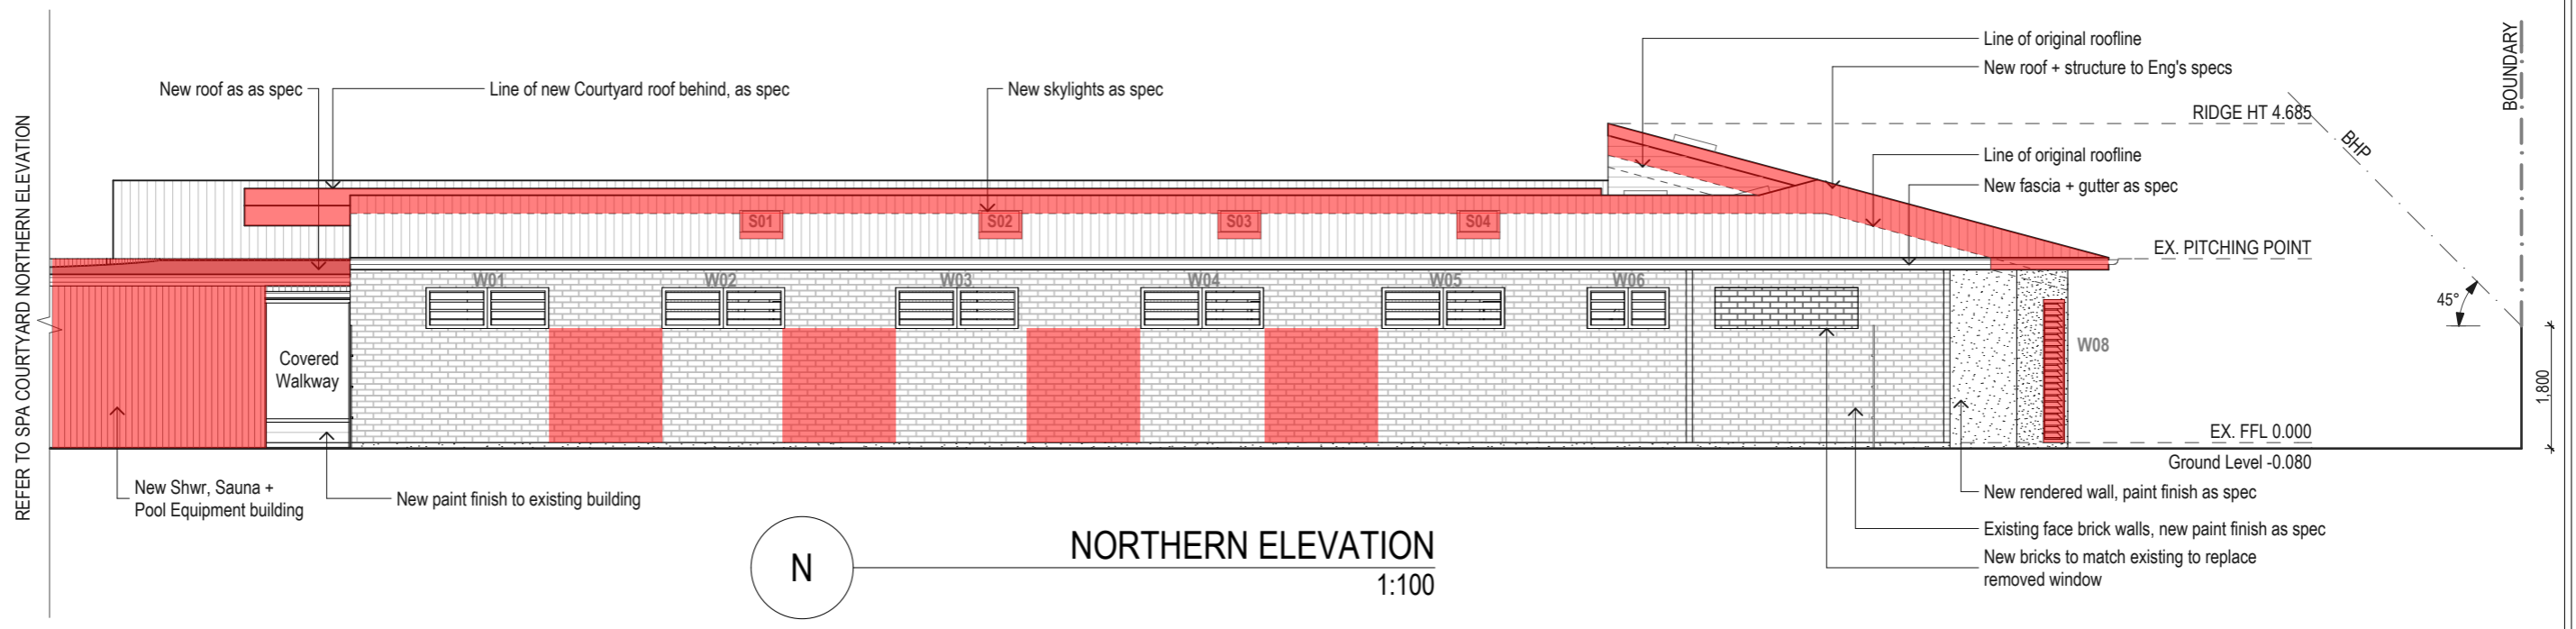 REFER TO SPA COURTYARD NORTHERN ELEVATION
New roof as as spec
Line of new Courtyard roof behind, as spec
New skylights as spec
Line of original roofline
New roof + structure to Eng's specs
RIDGE HT 4.685
BHP
BOUNDARY
Line of original roofline
New fascia + gutter as spec
EX. PITCHING POINT
S01
S02
S03
S04
W01
W02
W03
W04
W05
W06
W08
45°
1,800
Covered
Walkway
EX. FFL 0.000
Ground Level -0.080
New Shwr, Sauna +
Pool Equipment building
New paint finish to existing building
New rendered wall, paint finish as spec
Existing face brick walls, new paint finish as spec
New bricks to match existing to replace
removed window
N
NORTHERN ELEVATION
1:100